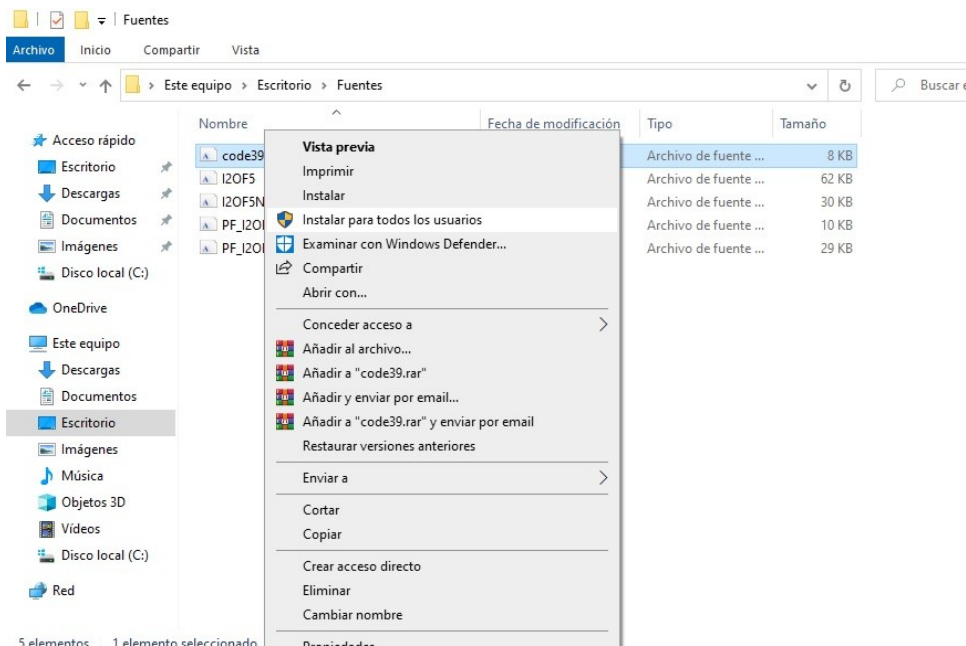 Fuentes
Archivo Inicio Compartir Vista
Este equipo > Escritorio > Fuentes Buscar
Nombre Fecha de modificación Tipo Tamaño
Acceso rápido
Escritorio
Descargas
Documentos
Imágenes
Disco local (C:)
OneDrive
Este equipo
Descargas
Documentos
Escritorio
Imágenes
Música
Objetos 3D
Vídeos
Disco local (C:)
Red
code39 Archivo de fuente ... 8 KB
I2OF5 Archivo de fuente ... 62 KB
I2OF5N Archivo de fuente ... 30 KB
PF_I2O Archivo de fuente ... 10 KB
PF_I2O Archivo de fuente ... 29 KB
Vista previa
Imprimir
Instalar
Instalar para todos los usuarios
Examinar con Windows Defender...
Compartir
Abrir con...
Conceder acceso a
Añadir al archivo...
Añadir a "code39.rar"
Añadir y enviar por email...
Añadir a "code39.rar" y enviar por email
Restaurar versiones anteriores
Enviar a
Cortar
Copiar
Crear acceso directo
Eliminar
Cambiar nombre
Propiedades
5 elementos 1 elemento seleccionado